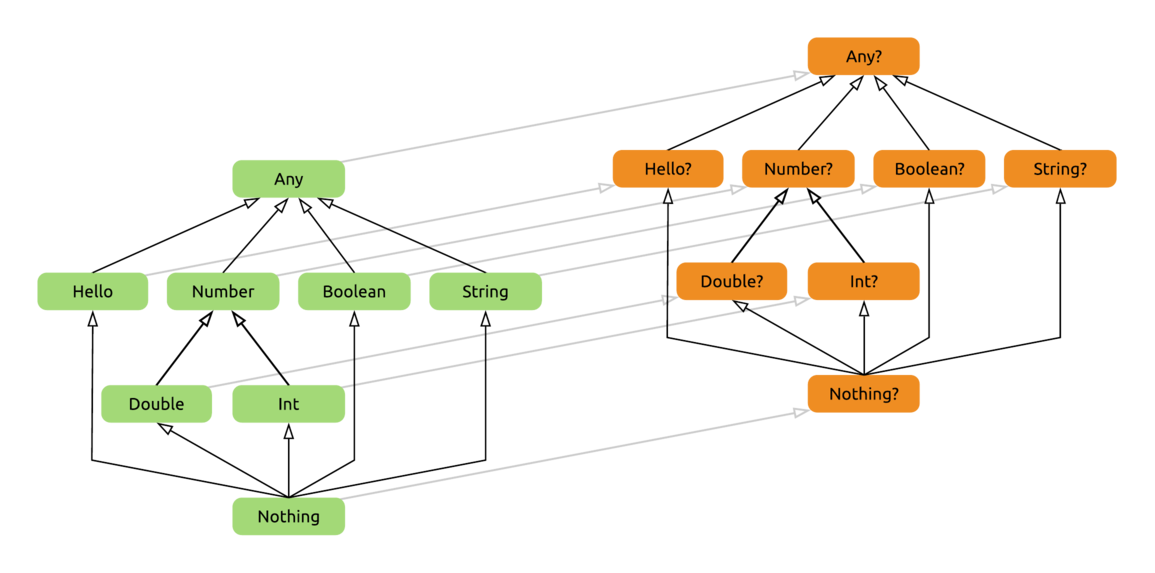 Any?
Any
Hello?
Number?
Boolean?
String?
Hello
Number
Boolean
String
Double?
Int?
Double
Int
Nothing?
Nothing